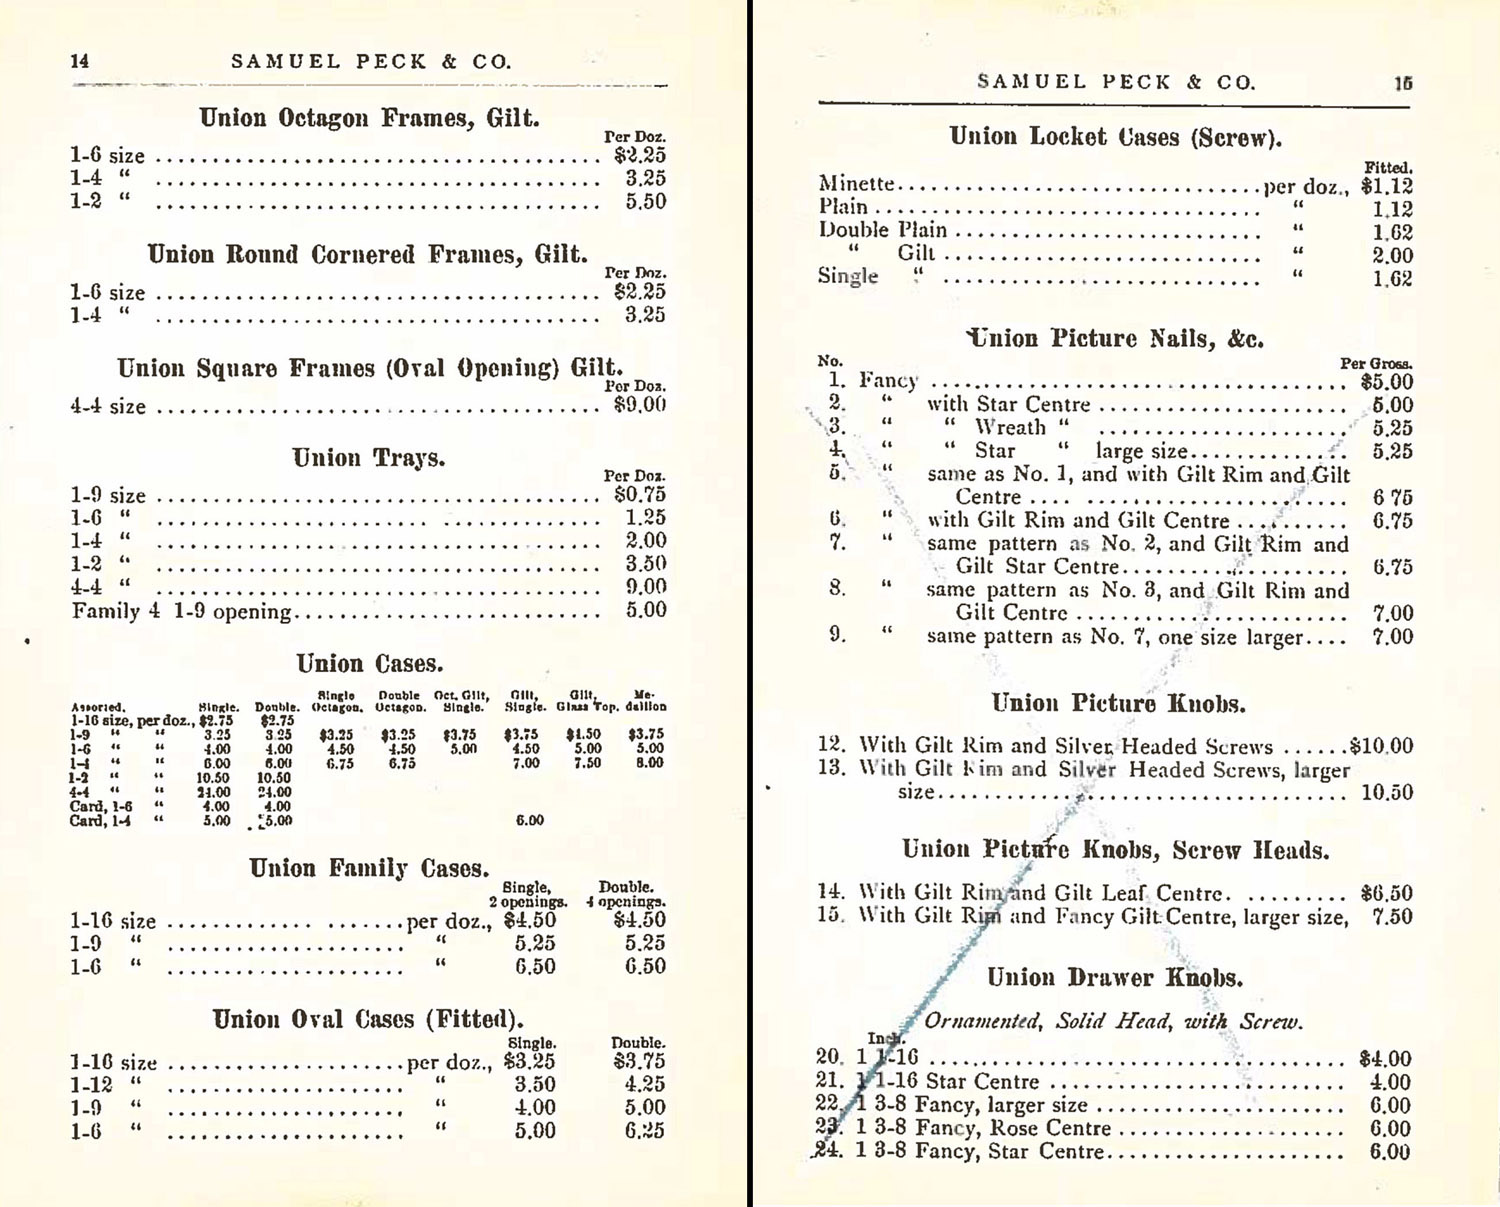 14 SAMUEL PECK & CO.
Union Octagon Frames, Gilt.
Per Doz.
1-6 size ........................................ $2.25
1-4 “ ........................................ 3.25
1-2 “ ........................................ 5.50
Union Round Cornered Frames, Gilt.
Per Doz.
1-6 size ........................................ $2.25
1-4 “ ........................................ 3.25
Union Square Frames (Oval Opening) Gilt.
Per Doz.
4-4 size ........................................ $9.00
Union Trays.
Per Doz.
1-9 size ........................................ $0.75
1-6 “ ........................................ 1.25
1-4 “ ........................................ 2.00
1-2 “ ........................................ 3.50
4-4 “ ........................................ 9.00
Family 4 1-9 opening........................... 5.00
Union Cases.
Single Double Oct. Gilt, Gilt, Gilt, Me-
Assorted. Single. Double. Octagon. Octagon. Single. Single. Glass Top. dallion
1-16 size, per doz., $2.75 $2.75
1-9 “ “ 3.25 3.25 $3.25 $3.25 $3.75 $3.75 $4.50 $3.75
1-6 “ “ 4.00 4.00 4.50 4.50 5.00 4.50 5.00 5.00
1-4 “ “ 6.00 6.00 6.75 6.75 7.00 7.50 8.00
1-2 “ “ 10.50 10.50
4-4 “ “ 24.00 24.00
Card, 1-6 “ 4.00 4.00
Card, 1-4 “ 5.00 5.00 6.00
Union Family Cases.
Single, Double.
2 openings. 4 openings.
1-16 size ...................... per doz., $4.50 $4.50
1-9 “ ...................... “ 5.25 5.25
1-6 “ ...................... “ 6.50 6.50
Union Oval Cases (Fitted).
Single. Double.
1-16 size ...................... per doz., $3.25 $3.75
1-12 “ ...................... “ 3.50 4.25
1-9 “ ...................... “ 4.00 5.00
1-6 “ ...................... “ 5.00 6.25
SAMUEL PECK & CO. 15
Union Locket Cases (Screw).
Fitted.
Minette................................per doz., $1.12
Plain .................................. “ 1.12
Double Plain ........................... “ 1.62
“ Gilt ............................ “ 2.00
Single “ ............................ “ 1.62
Union Picture Nails, &c.
No. Per Gross.
1. Fancy .................................... $5.00
2. “ with Star Centre ...................... 5.00
3. “ “ Wreath “ ...................... 5.25
4. “ “ Star “ large size.............. 5.25
5. “ same as No. 1, and with Gilt Rim and Gilt
Centre .... ....................... 6 75
6. “ with Gilt Rim and Gilt Centre .......... 6.75
7. “ same pattern as No. 2, and Gilt Rim and
Gilt Star Centre.................... 6.75
8. “ same pattern as No. 3, and Gilt Rim and
Gilt Centre ........................ 7.00
9. “ same pattern as No. 7, one size larger.... 7.00
Union Picture Knobs.
12. With Gilt Rim and Silver Headed Screws ......$10.00
13. With Gilt Rim and Silver Headed Screws, larger
size.................................... 10.50
Union Picture Knobs, Screw Heads.
14. With Gilt Rim and Gilt Leaf Centre. ......... $6.50
15. With Gilt Rim and Fancy Gilt Centre, larger size, 7.50
Union Drawer Knobs.
Ornamented, Solid Head, with Screw.
Inch.
20. 1 1-16 .................................... $4.00
21. 1 1-16 Star Centre .......................... 4.00
22. 1 3-8 Fancy, larger size ...................... 6.00
23. 1 3-8 Fancy, Rose Centre .................... 6.00
24. 1 3-8 Fancy, Star Centre..................... 6.00